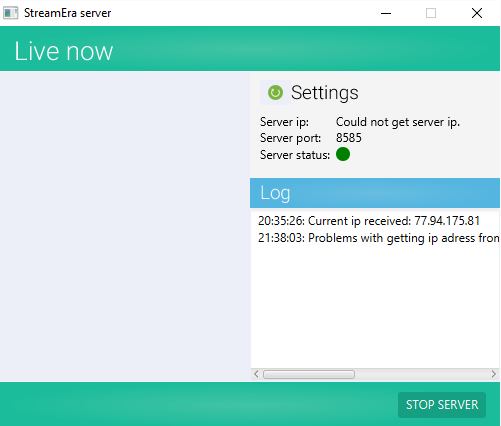 StreamEra server
Live now
Settings
Server ip: Could not get server ip.
Server port: 8585
Server status:
Log
20:35:26: Current ip received: 77.94.175.81
21:38:03: Problems with getting ip adress from
STOP SERVER